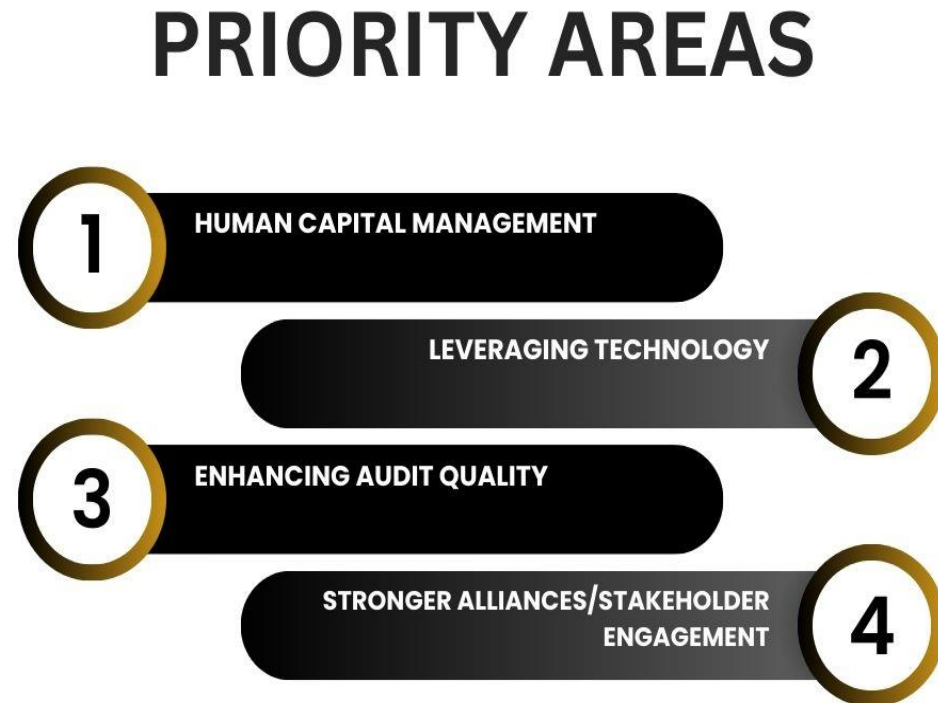 PRIORITY AREAS
1
HUMAN CAPITAL MANAGEMENT
LEVERAGING TECHNOLOGY
2
3
ENHANCING AUDIT QUALITY
STRONGER ALLIANCES/STAKEHOLDER
ENGAGEMENT
4